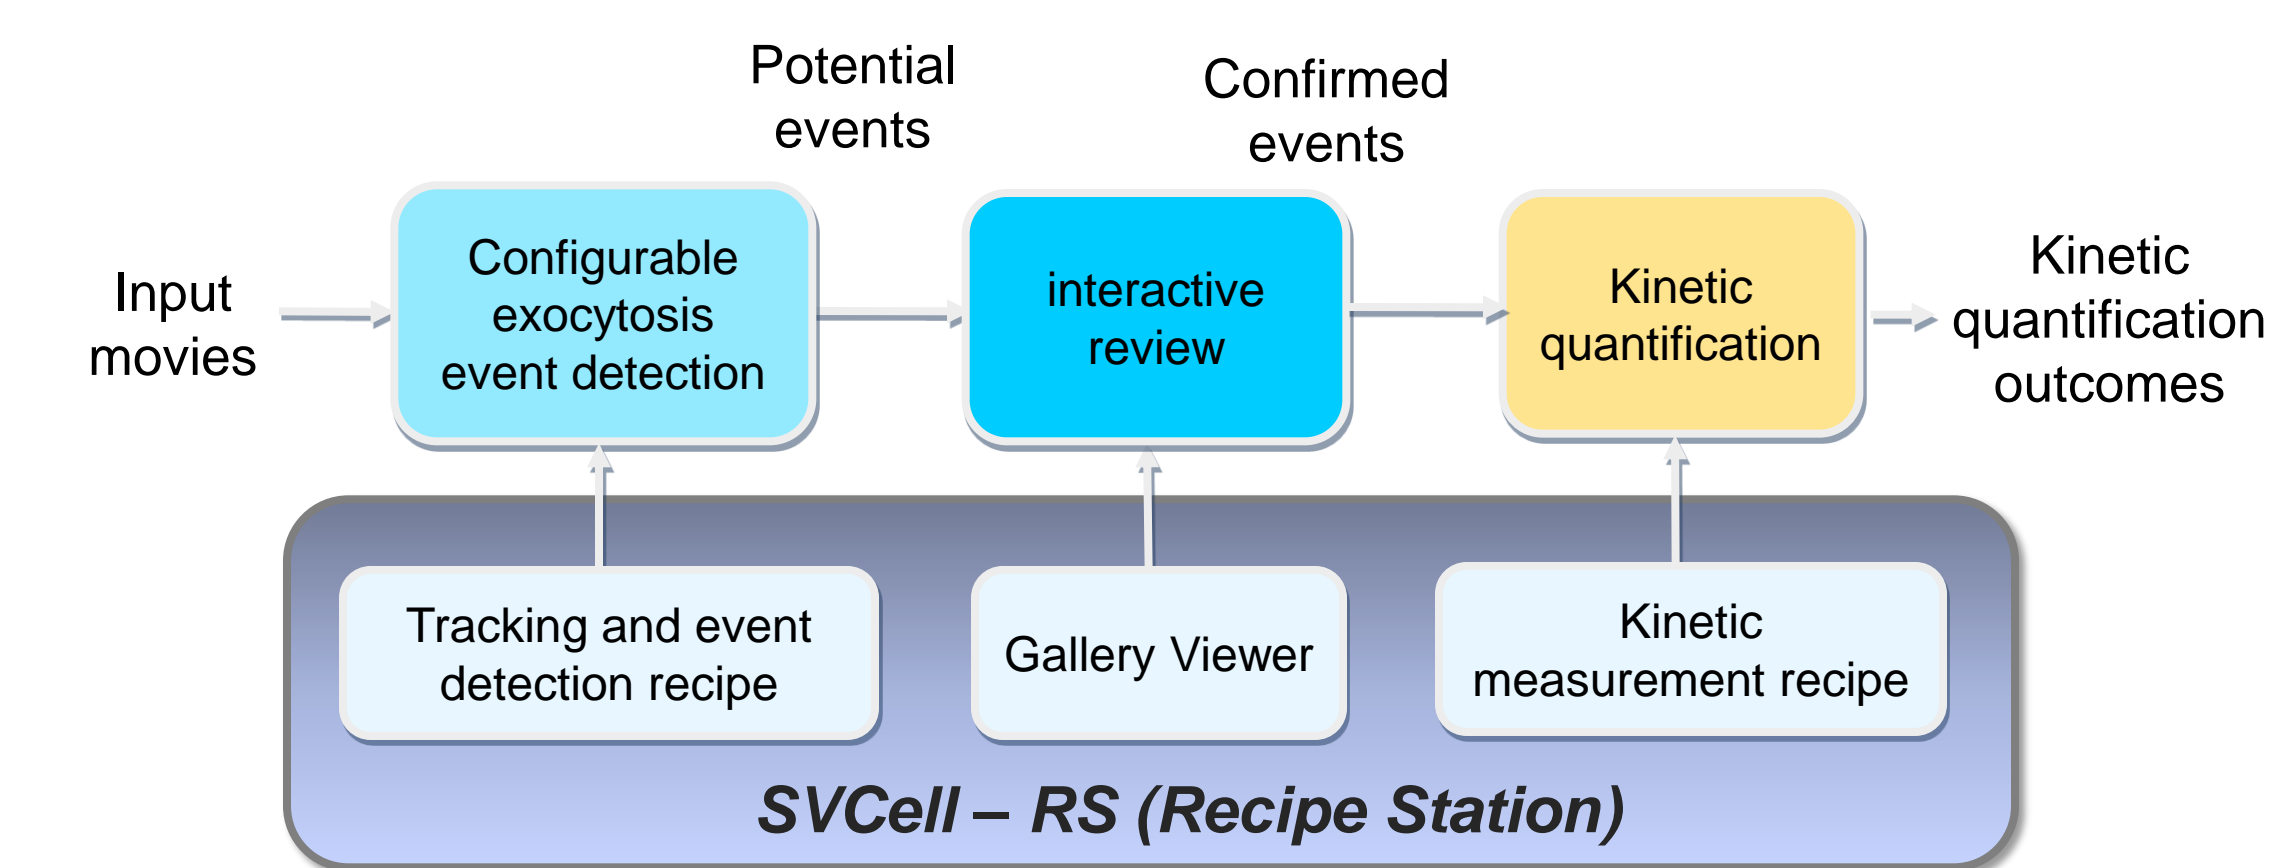 Potential
events
Confirmed
events
Input
movies
Configurable
exocytosis
event detection
interactive
review
Kinetic
quantification
Kinetic
quantification
outcomes
Tracking and event
detection recipe
Gallery Viewer
Kinetic
measurement recipe
SVCell – RS (Recipe Station)